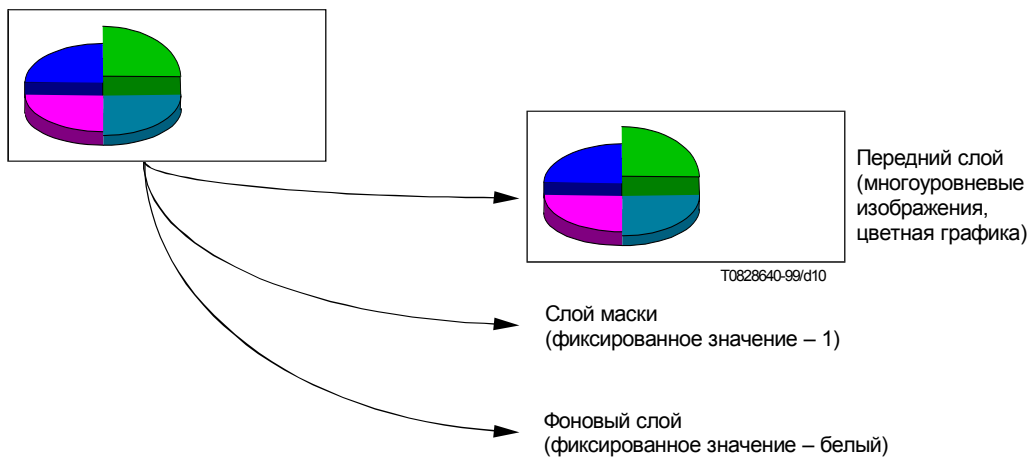 Передний слой
(многоуровневые
изображения,
цветная графика)
T0828640-99/d10
Слой маски
(фиксированное значение – 1)
Фоновый слой
(фиксированное значение – белый)